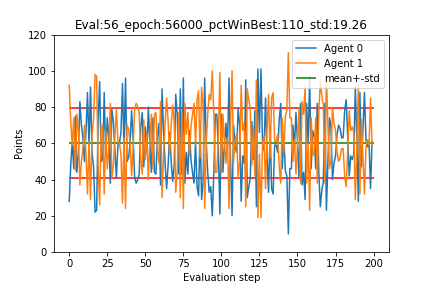 Eval:56_epoch:56000_pctWinBest:110_std:19.26
120
100
80
60
40
20
0
Points
Agent 0
Agent 1
mean+-std
0 25 50 75 100 125 150 175 200
Evaluation step